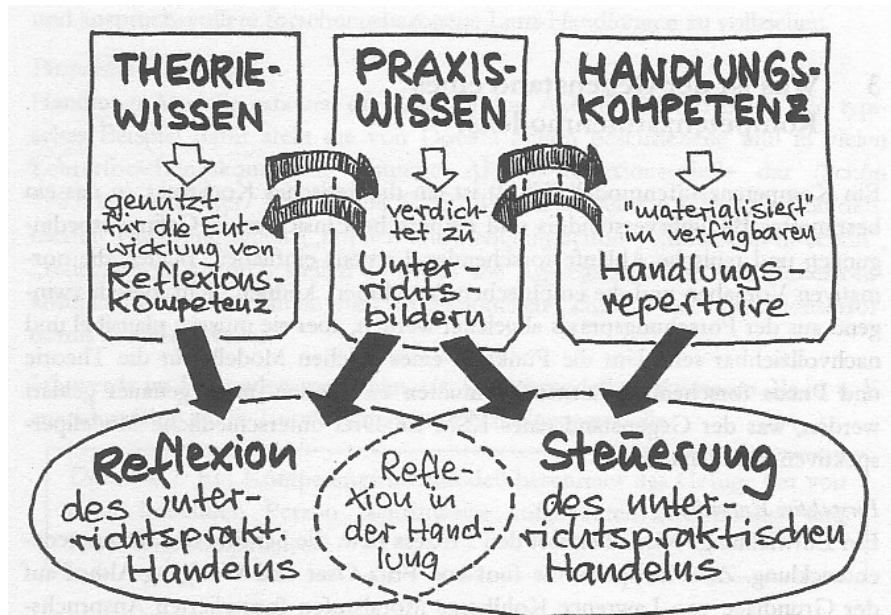 THEORIE-
WISSEN
genützt
für die Ent
wicklung von
Reflexions
Kompetenz
PRAXIS-
WISSEN
verdich-
tet zu
Unter-
richts-
bildern
HANDLUNGS-
KOMPETENZ
"materialisiert"
im verfügbaren
Handlungs-
repertoire
Reflexion
des unter-
richtsprakt.
Handelns
Refle-
xion in
der Hand
lung
Steuerung
des unter-
richtspraktischen
Handelns